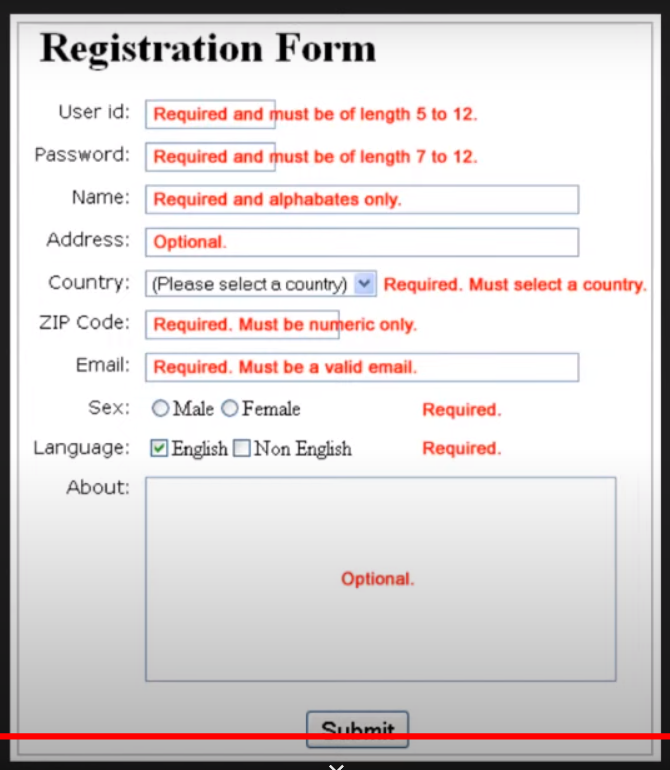 Registration Form
User id: Required and must be of length 5 to 12.
Password: Required and must be of length 7 to 12.
Name: Required and alphabates only.
Address: Optional.
Country: (Please select a country) Required. Must select a country.
ZIP Code: Required. Must be numeric only.
Email: Required. Must be a valid email.
Sex: Male Female Required.
Language: English Non English Required.
About: Optional.
Submit